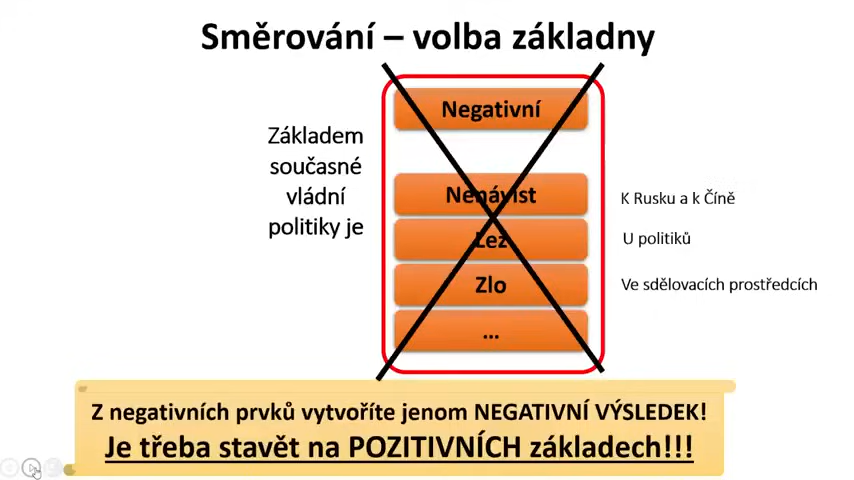 Směrování – volba základny
Negativní
Základem
současné
vládní
politiky je
Nenávist
K Rusku a k Číně
Lež
U politiků
Zlo
Ve sdělovacích prostředcích
...
Z negativních prvků vytvoříte jenom NEGATIVNÍ VÝSLEDEK!
Je třeba stavět na POZITIVNÍCH základech!!!